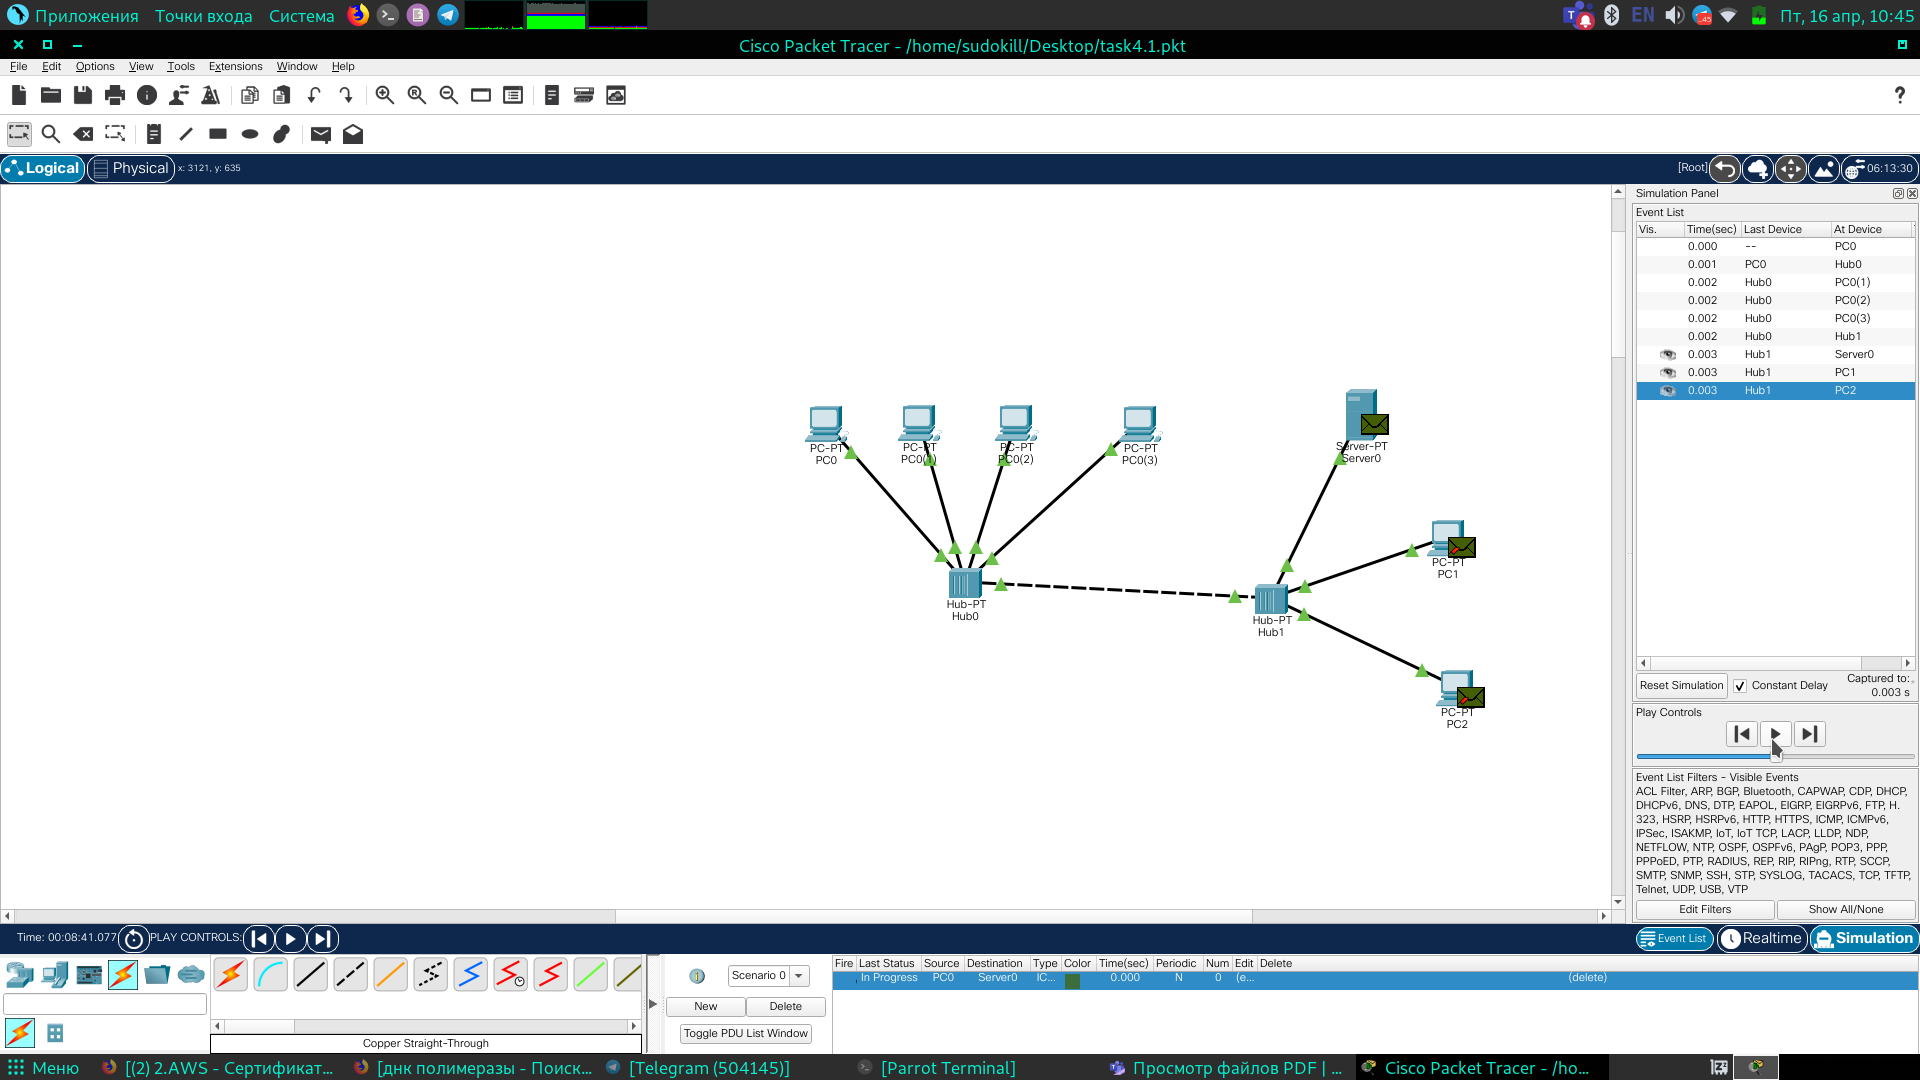 Приложения Точки входа Система EN Пт, 16 апр, 10:45
Cisco Packet Tracer - /home/sudokill/Desktop/task4.1.pkt
File Edit Options View Tools Extensions Window Help
Logical Physical x: 3121, y: 635 [Root] 06:13:30
Simulation Panel
Event List
Vis. Time(sec) Last Device At Device
0.000 -- PC0
0.001 PC0 Hub0
0.002 Hub0 PC0(1)
0.002 Hub0 PC0(2)
0.002 Hub0 PC0(3)
0.002 Hub0 Hub1
0.003 Hub1 Server0
0.003 Hub1 PC1
0.003 Hub1 PC2
PC-PT
PC0
PC-PT
PC0(1)
PC-PT
PC0(2)
PC-PT
PC0(3)
Server-PT
Server0
PC-PT
PC1
Hub-PT
Hub0
Hub-PT
Hub1
PC-PT
PC2
Reset Simulation Constant Delay Captured to:
0.003 s
Play Controls
Event List Filters - Visible Events
ACL Filter, ARP, BGP, Bluetooth, CAPWAP, CDP, DHCP,
DHCPv6, DNS, DTP, EAPOL, EIGRP, EIGRPv6, FTP, H.
323, HSRP, HSRPv6, HTTP, HTTPS, ICMP, ICMPv6,
IPSec, ISAKMP, IoT, IoT TCP, LACP, LLDP, NDP,
NETFLOW, NTP, OSPF, OSPFv6, PAgP, POP3, PPP,
PPPoED, PTP, RADIUS, REP, RIP, RIPng, RTP, SCCP,
SMTP, SNMP, SSH, STP, SYSLOG, TACACS, TCP, TFTP,
Telnet, UDP, USB, VTP
Edit Filters Show All/None
Time: 00:08:41.077 PLAY CONTROLS: Event List Realtime Simulation
Scenario 0
New Delete
Toggle PDU List Window
Fire Last Status Source Destination Type Color Time(sec) Periodic Num Edit Delete
In Progress PC0 Server0 IC... 0.000 N 0 (e... (delete)
Copper Straight-Through
Меню [(2) 2.AWS - Сертификат... [днк полимеразы - Поиск... [Telegram (504145)] [Parrot Terminal] Просмотр файлов PDF | ... Cisco Packet Tracer - /ho...